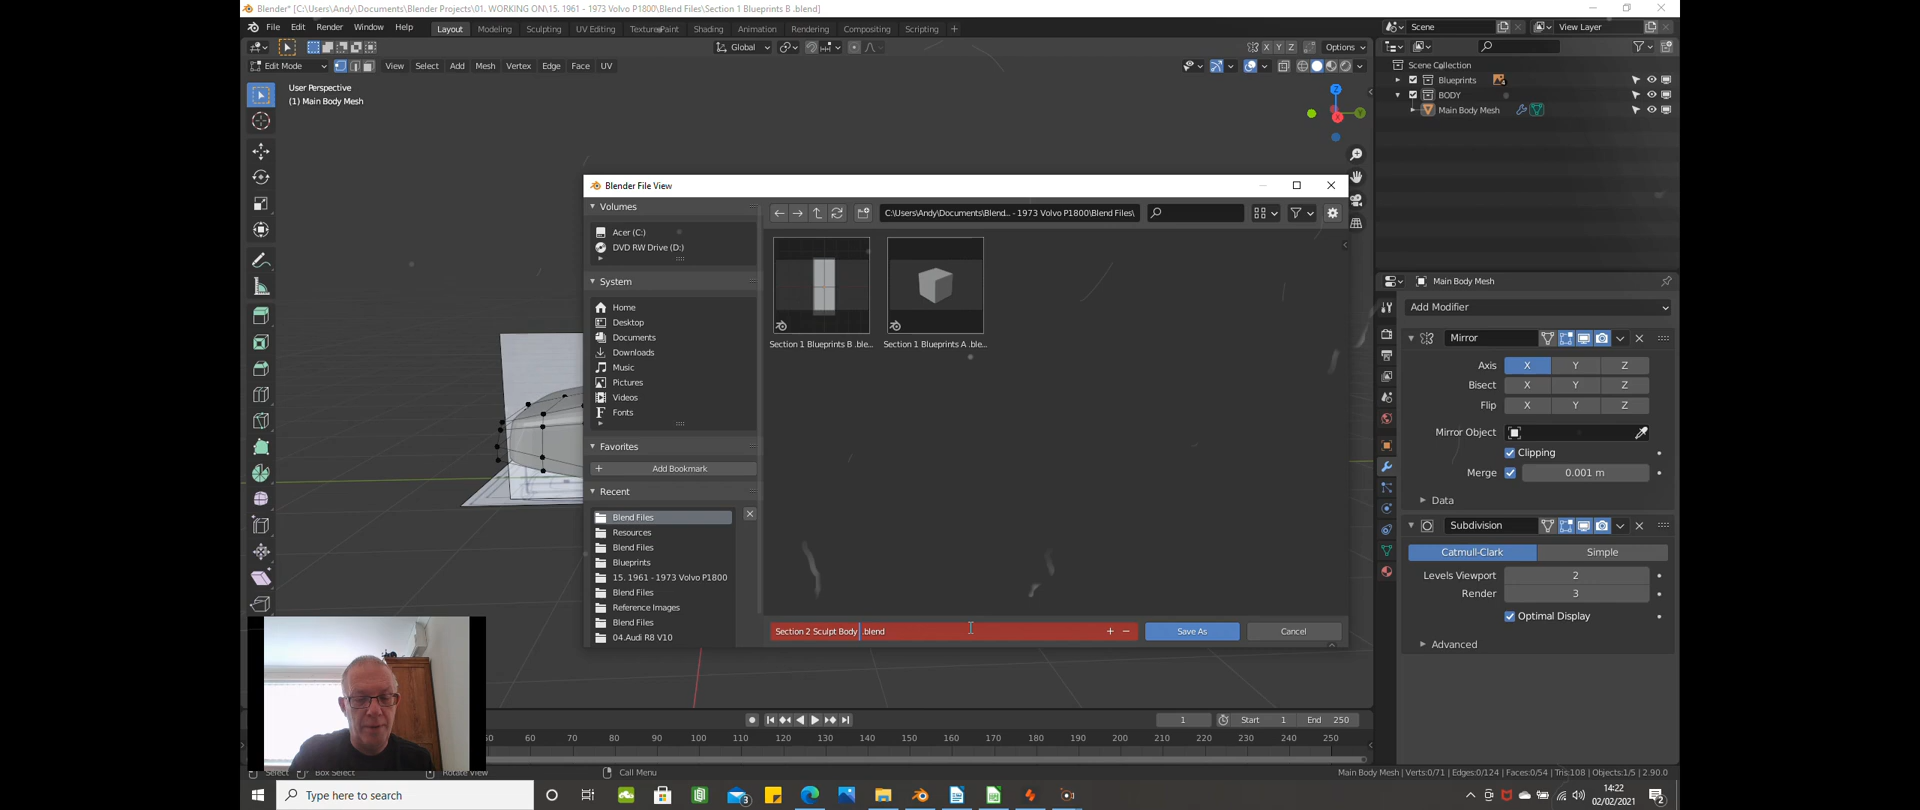 Blender* [C:\Users\Andy\Documents\Blender Projects\01. WORKING ON\15. 1961 - 1973 Volvo P1800\Blend Files\Section 1 Blueprints B .blend]
File Edit Render Window Help Layout Modeling Sculpting UV Editing Texture Paint Shading Animation Rendering Compositing Scripting + Scene View Layer
Global X Y Z Options
Edit Mode View Select Add Mesh Vertex Edge Face UV
User Perspective
(1) Main Body Mesh
Z
Y
X
Scene Collection
Blueprints
BODY
Main Body Mesh
Blender File View
Volumes
C:\Users\Andy\Documents\Blend... - 1973 Volvo P1800\Blend Files\
Acer (C:)
DVD RW Drive (D:)
System
Home
Desktop
Documents
Downloads
Music
Pictures
Videos
Fonts
Section 1 Blueprints B .ble...
Section 1 Blueprints A .ble...
Favorites
Add Bookmark
Recent
Blend Files
Resources
Blend Files
Blueprints
15. 1961 - 1973 Volvo P1800
Blend Files
Reference Images
Blend Files
04.Audi R8 V10
Section 2 Sculpt Body .blend
Save As
Cancel
Main Body Mesh
Add Modifier
Mirror
Axis X Y Z
Bisect X Y Z
Flip X Y Z
Mirror Object
Clipping
Merge 0.001 m
Data
Subdivision
Catmull-Clark Simple
Levels Viewport 2
Render 3
Optimal Display
Advanced
1 Start 1 End 250
50 60 70 80 90 100 110 120 130 140 150 160 170 180 190 200 210 220 230 240 250
Select Box Select Rotate View Call Menu
Main Body Mesh | Verts:0/71 | Edges:0/124 | Faces:0/54 | Tris:108 | Objects:1/5 | 2.90.0
Type here to search
3
14:22
02/02/2021
2